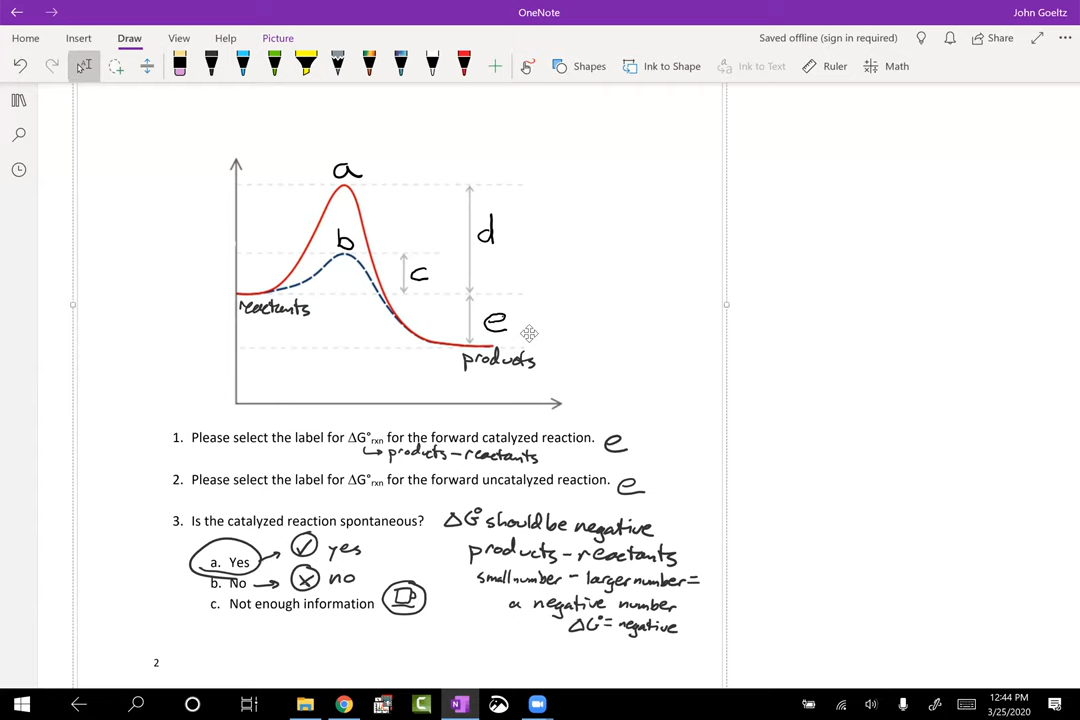 OneNote
John Goeltz
Home Insert Draw View Help Picture
Saved offline (sign in required) Share
Shapes Ink to Shape Ink to Text Ruler Math
a
b
d
c
reactants
e
products
1. Please select the label for ΔG°rxn for the forward catalyzed reaction. e
↳ products – reactants
2. Please select the label for ΔG°rxn for the forward uncatalyzed reaction. e
3. Is the catalyzed reaction spontaneous? ΔG° should be negative
a. Yes → ✓ yes products – reactants
b. No → x no small number – larger number =
c. Not enough information a negative number
ΔG° = negative
2
12:44 PM
3/25/2020